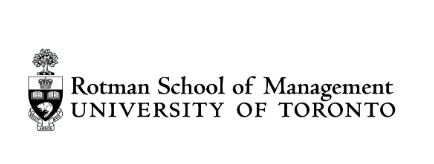 Rotman School of Management
UNIVERSITY OF TORONTO